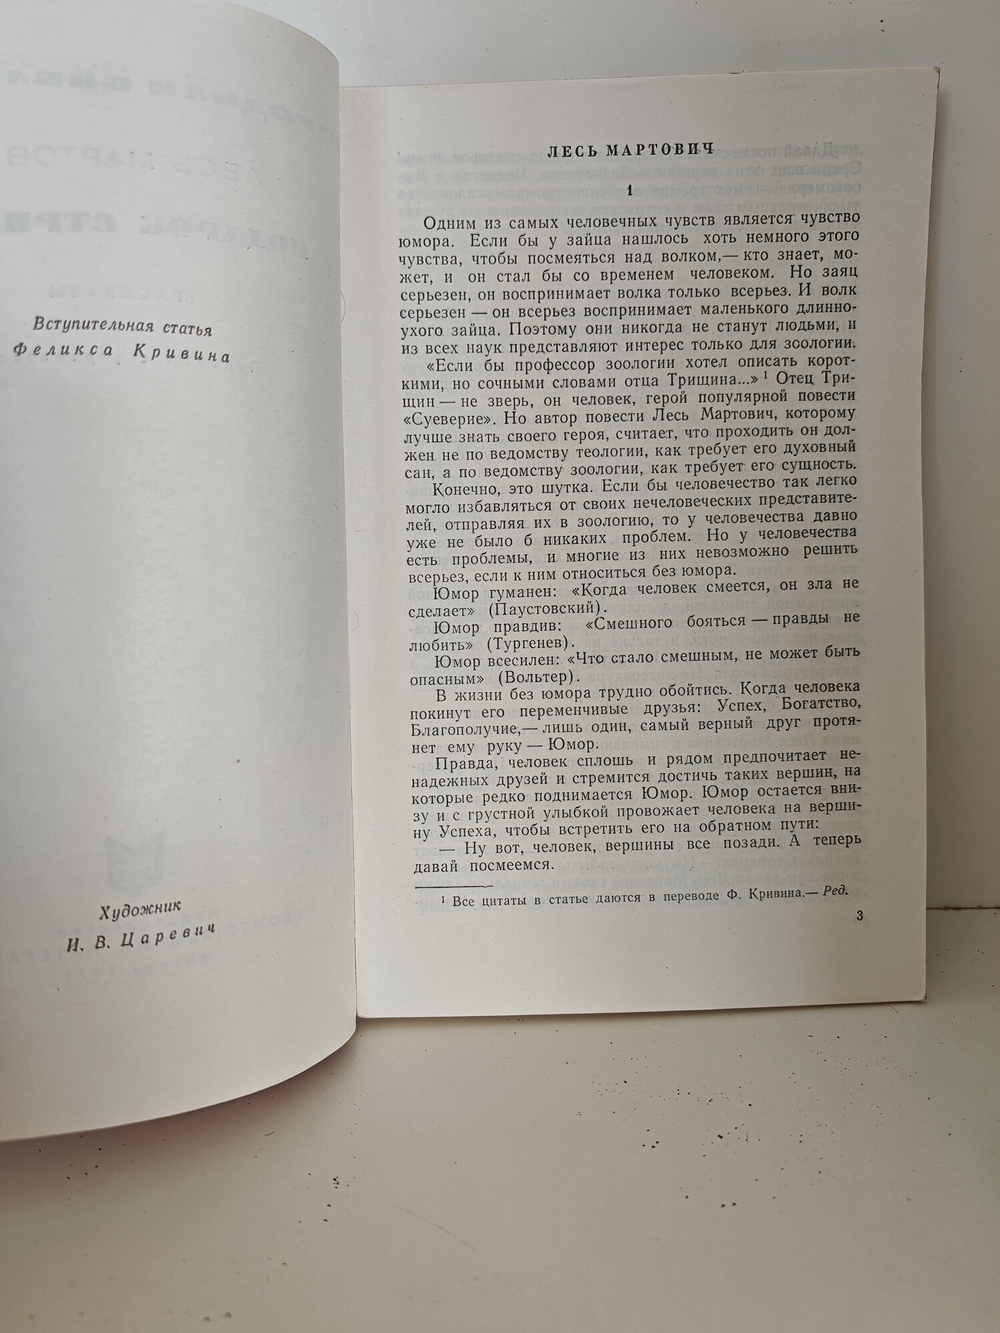 Вступительная статья
Феликса Кривина
Художник
Н. В. Царевич
ЛЕСЬ МАРТОВИЧ
1
Одним из самых человечных чувств является чувство
юмора. Если бы у зайца нашлось хоть немного этого
чувства, чтобы посмеяться над волком,— кто знает, мо-
жет, и он стал бы со временем человеком. Но заяц
серьезен, он воспринимает волка только всерьез. И волк
серьезен — он всерьез воспринимает маленького длинно-
ухого зайца. Поэтому они никогда не станут людьми, и
из всех наук представляют интерес только для зоологии.
«Если бы профессор зоологии хотел описать корот-
кими, но сочными словами отца Трищина...» ¹ Отец Три-
щин — не зверь, он человек, герой популярной повести
«Суеверие». Но автор повести Лесь Мартович, которому
лучше знать своего героя, считает, что проходить он дол-
жен не по ведомству теологии, как требует его духовный
сан, а по ведомству зоологии, как требует его сущность.
Конечно, это шутка. Если бы человечество так легко
могло избавляться от своих нечеловеческих представите-
лей, отправляя их в зоологию, то у человечества давно
уже не было б никаких проблем. Но у человечества
есть проблемы, и многие из них невозможно решить
всерьез, если к ним относиться без юмора.
Юмор гуманен: «Когда человек смеется, он зла не
сделает» (Паустовский).
Юмор правдив: «Смешного бояться — правды не
любить» (Тургенев).
Юмор всесилен: «Что стало смешным, не может быть
опасным» (Вольтер).
В жизни без юмора трудно обойтись. Когда человека
покинут его переменчивые друзья: Успех, Богатство,
Благополучие,— лишь один, самый верный друг протя-
нет ему руку — Юмор.
Правда, человек сплошь и рядом предпочитает не-
надежных друзей и стремится достичь таких вершин, на
которые редко поднимается Юмор. Юмор остается вни-
зу и с грустной улыбкой провожает человека на верши-
ну Успеха, чтобы встретить его на обратном пути:
— Ну вот, человек, вершины все позади. А теперь
давай посмеемся.
¹ Все цитаты в статье даются в переводе Ф. Кривина.— Ред.
3